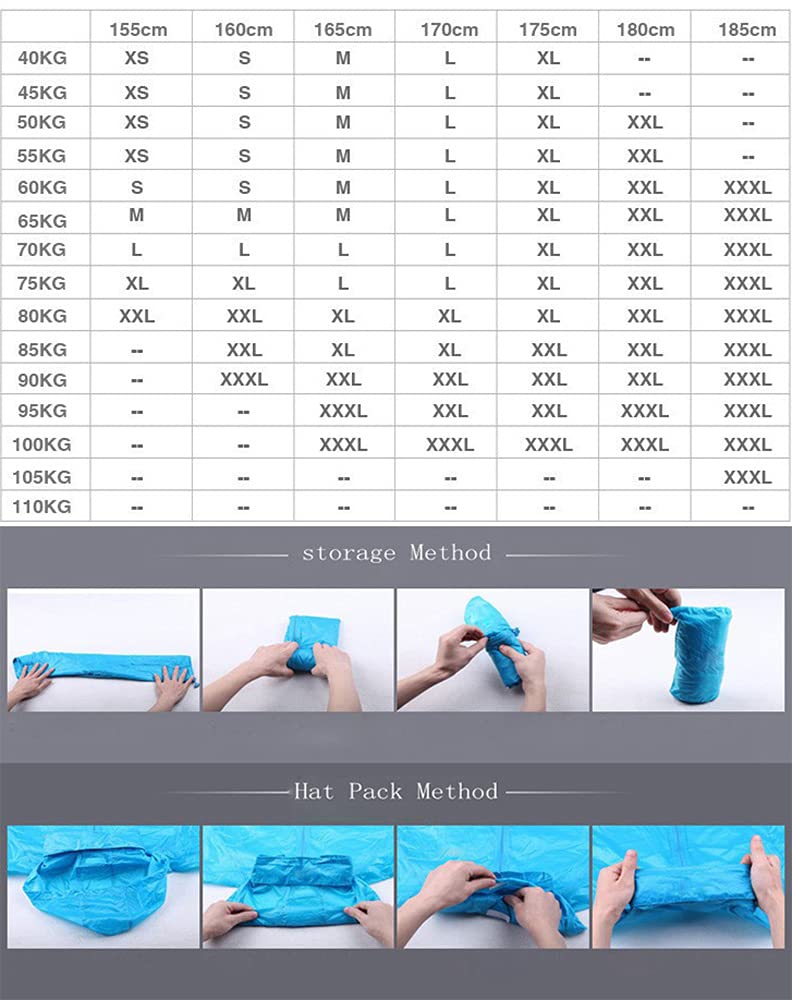 155cm 160cm 165cm 170cm 175cm 180cm 185cm
40KG XS S M L XL -- --
45KG XS S M L XL -- --
50KG XS S M L XL XXL --
55KG XS S M L XL XXL --
60KG S S M L XL XXL XXXL
65KG M M M L XL XXL XXXL
70KG L L L L XL XXL XXXL
75KG XL XL L L XL XXL XXXL
80KG XXL XXL XL XL XL XXL XXXL
85KG -- XXL XL XL XXL XXL XXXL
90KG -- XXXL XXL XXL XXL XXL XXXL
95KG -- -- XXXL XXL XXL XXXL XXXL
100KG -- -- XXXL XXXL XXXL XXXL XXXL
105KG -- -- -- -- -- -- XXXL
110KG -- -- -- -- -- -- --
storage Method
Hat Pack Method